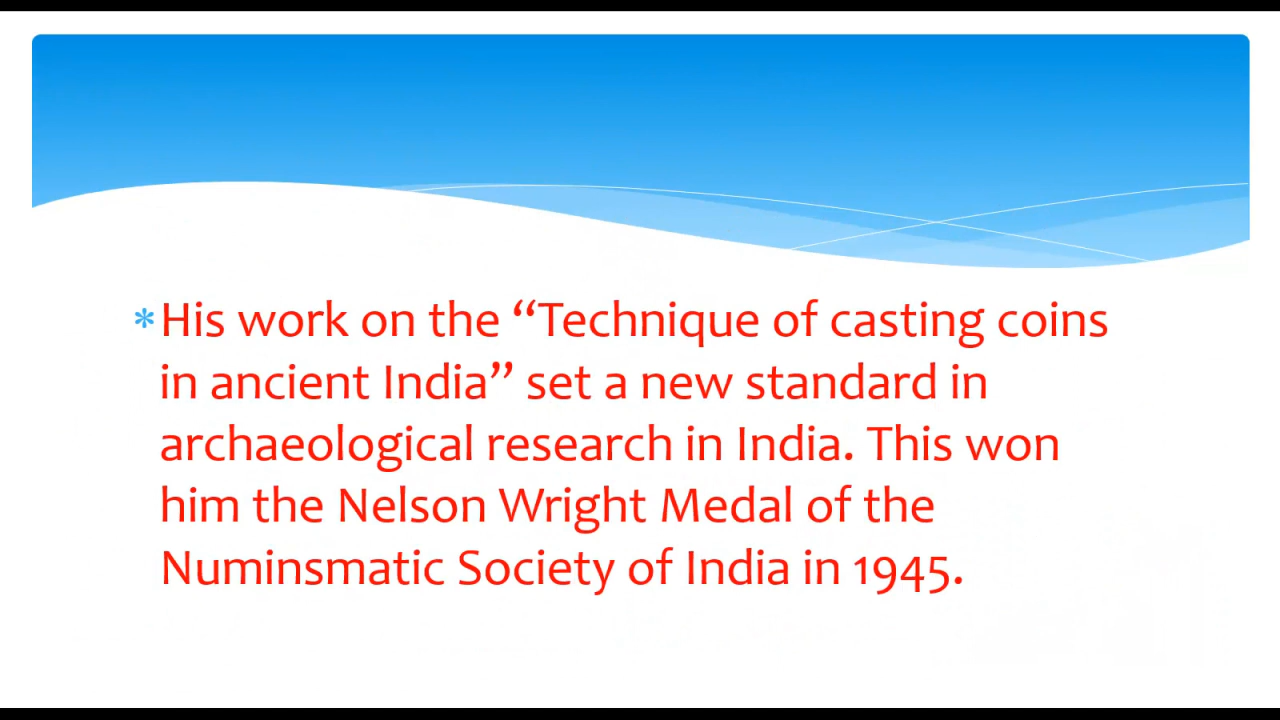 *His work on the “Technique of casting coins
in ancient India” set a new standard in
archaeological research in India. This won
him the Nelson Wright Medal of the
Numinsmatic Society of India in 1945.